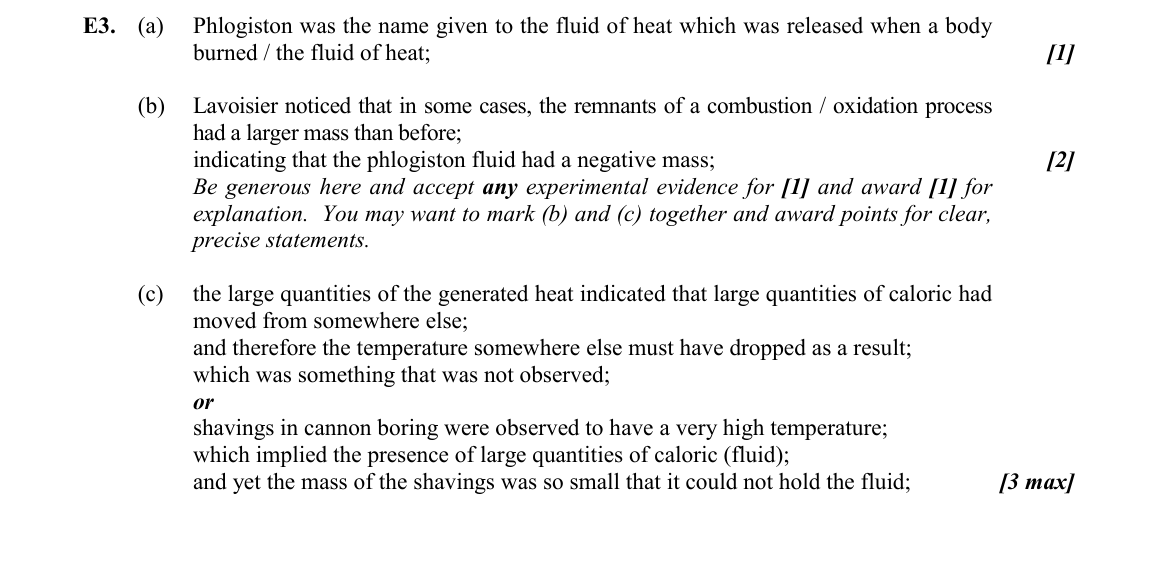 E3. (a) Phlogiston was the name given to the fluid of heat which was released when a body
burned / the fluid of heat; [1]
(b) Lavoisier noticed that in some cases, the remnants of a combustion / oxidation process
had a larger mass than before;
indicating that the phlogiston fluid had a negative mass; [2]
Be generous here and accept any experimental evidence for [1] and award [1] for
explanation. You may want to mark (b) and (c) together and award points for clear,
precise statements.
(c) the large quantities of the generated heat indicated that large quantities of caloric had
moved from somewhere else;
and therefore the temperature somewhere else must have dropped as a result;
which was something that was not observed;
or
shavings in cannon boring were observed to have a very high temperature;
which implied the presence of large quantities of caloric (fluid);
and yet the mass of the shavings was so small that it could not hold the fluid; [3 max]